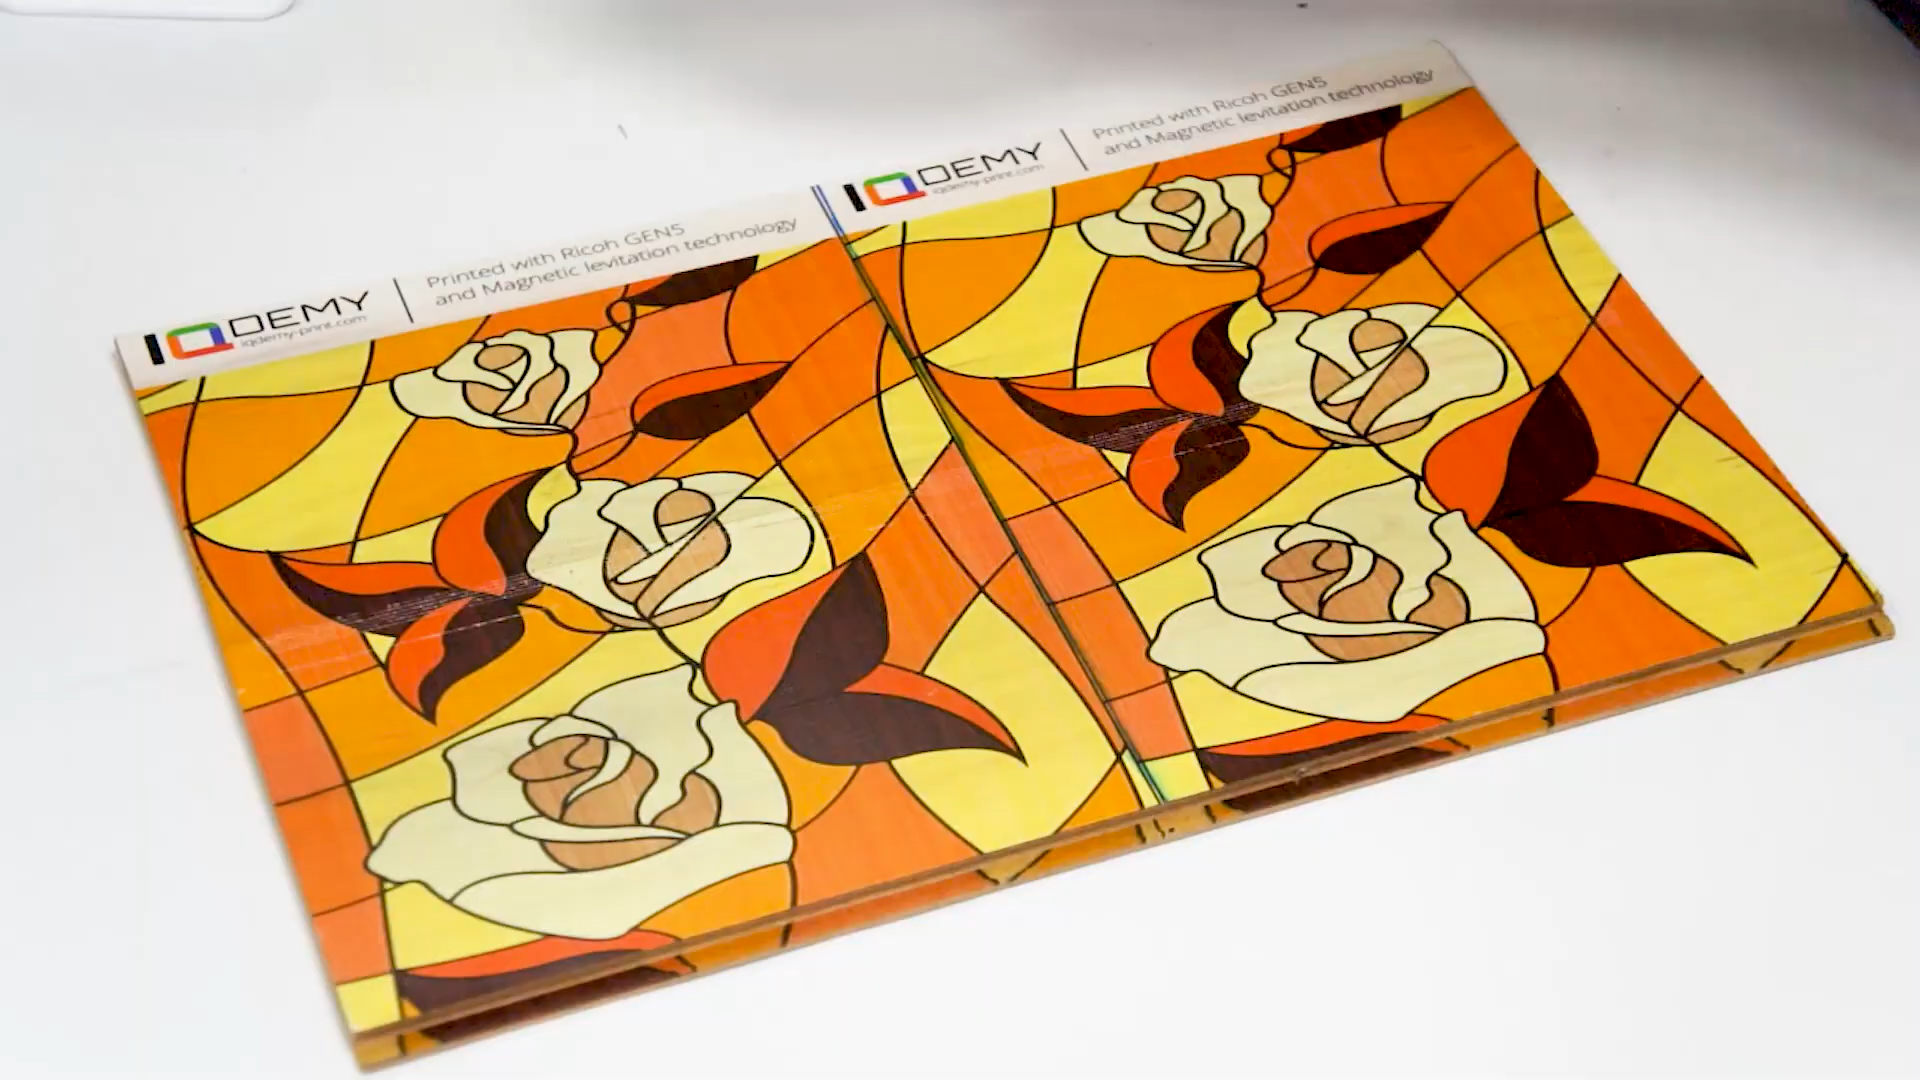 IQDEMY
iqdemy-print.com
Printed with Ricoh GEN5
and Magnetic levitation technology
IQDEMY
iqdemy-print.com
Printed with Ricoh GEN5
and Magnetic levitation technology